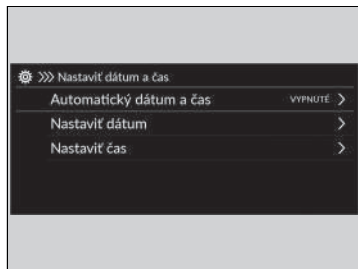 Nastaviť dátum a čas
Automatický dátum a čas VYPNUTÉ
Nastaviť dátum
Nastaviť čas